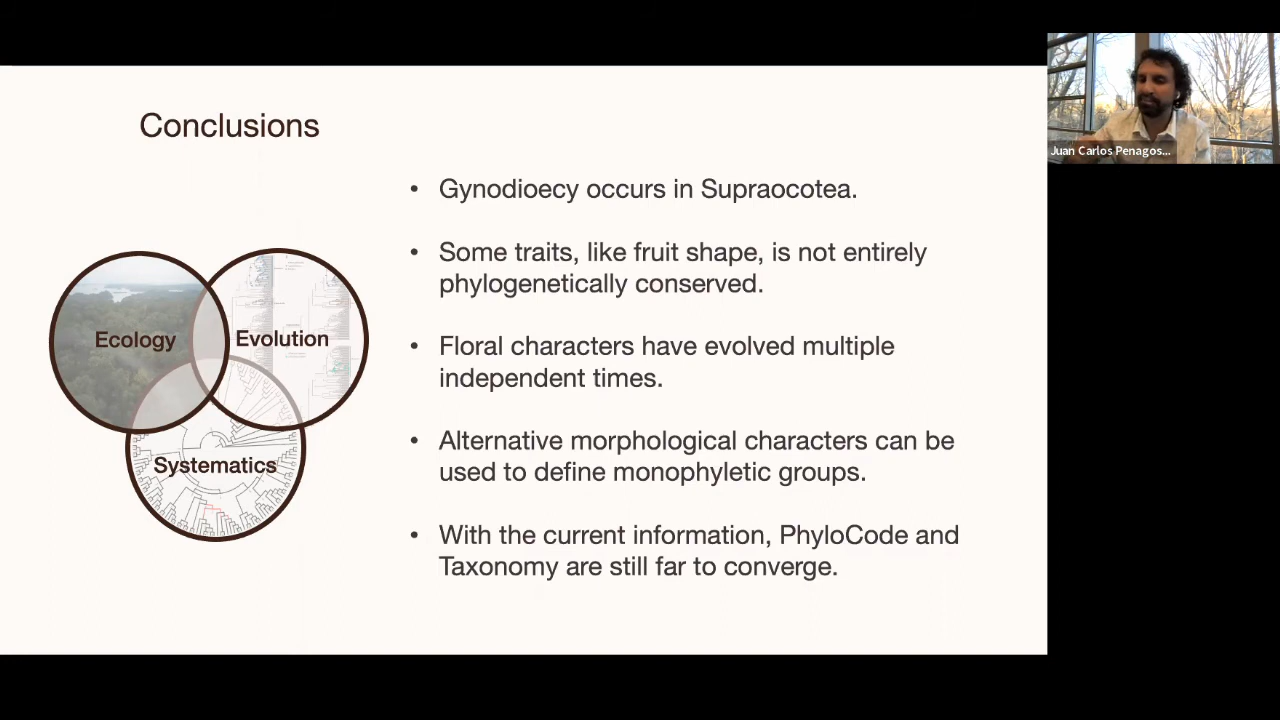 Conclusions
Juan Carlos Penagos...
• Gynodioecy occurs in Supraocotea.
• Some traits, like fruit shape, is not entirely
phylogenetically conserved.
• Floral characters have evolved multiple
independent times.
• Alternative morphological characters can be
used to define monophyletic groups.
• With the current information, PhyloCode and
Taxonomy are still far to converge.
Ecology
Evolution
Systematics